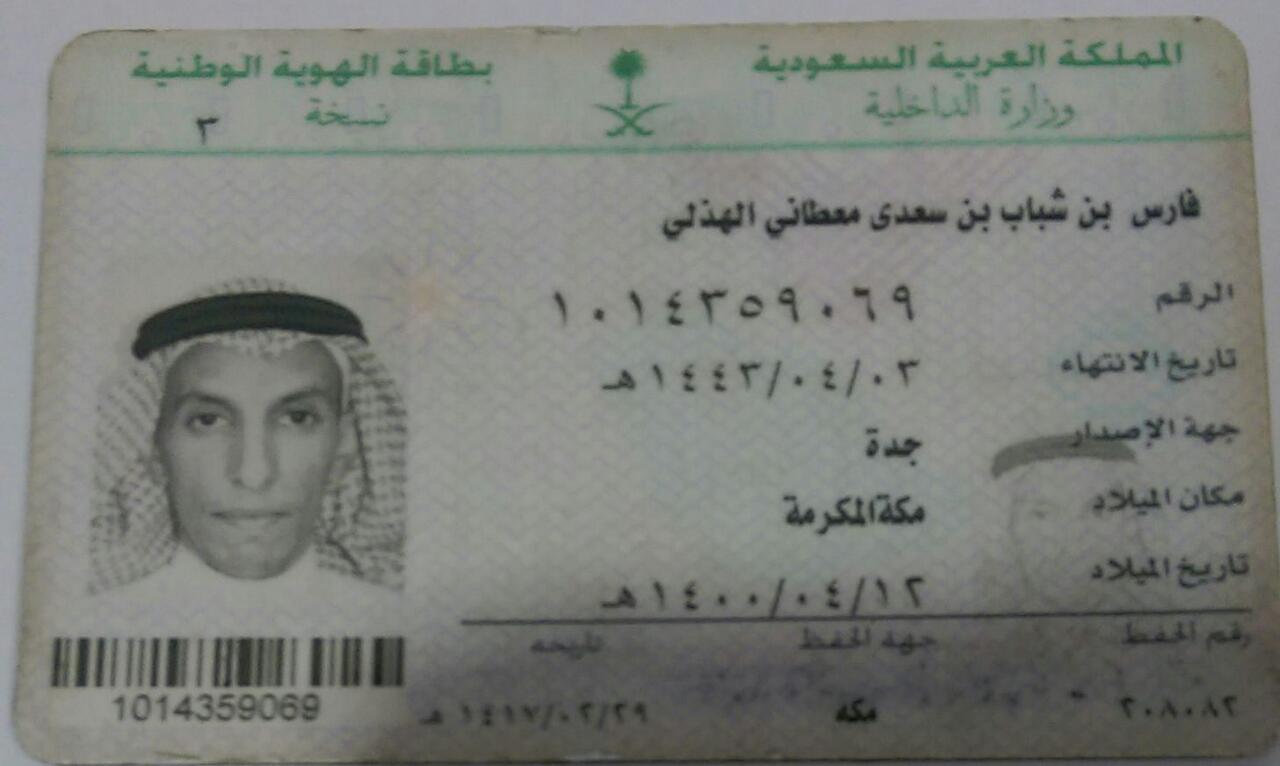 المملكة العربية السعودية
وزارة الداخلية
بطاقة الهوية الوطنية
نسخة
٣
فارس بن شباب بن سعدى معطاني الهذلي
الرقم ١٠١٤٣٥٩٠٦٩
تاريخ الانتهاء ١٤٤٣/٠٤/٠٣هـ
جهة الإصدار جدة
مكان الميلاد مكةالمكرمة
تاريخ الميلاد ١٤٠٠/٠٤/١٢هـ
رقم الحفظ جهة الحفظ تاريخه
٢٠٨٠٨٢ مكه ١٤١٧/٠٢/٢٩ هـ
1014359069